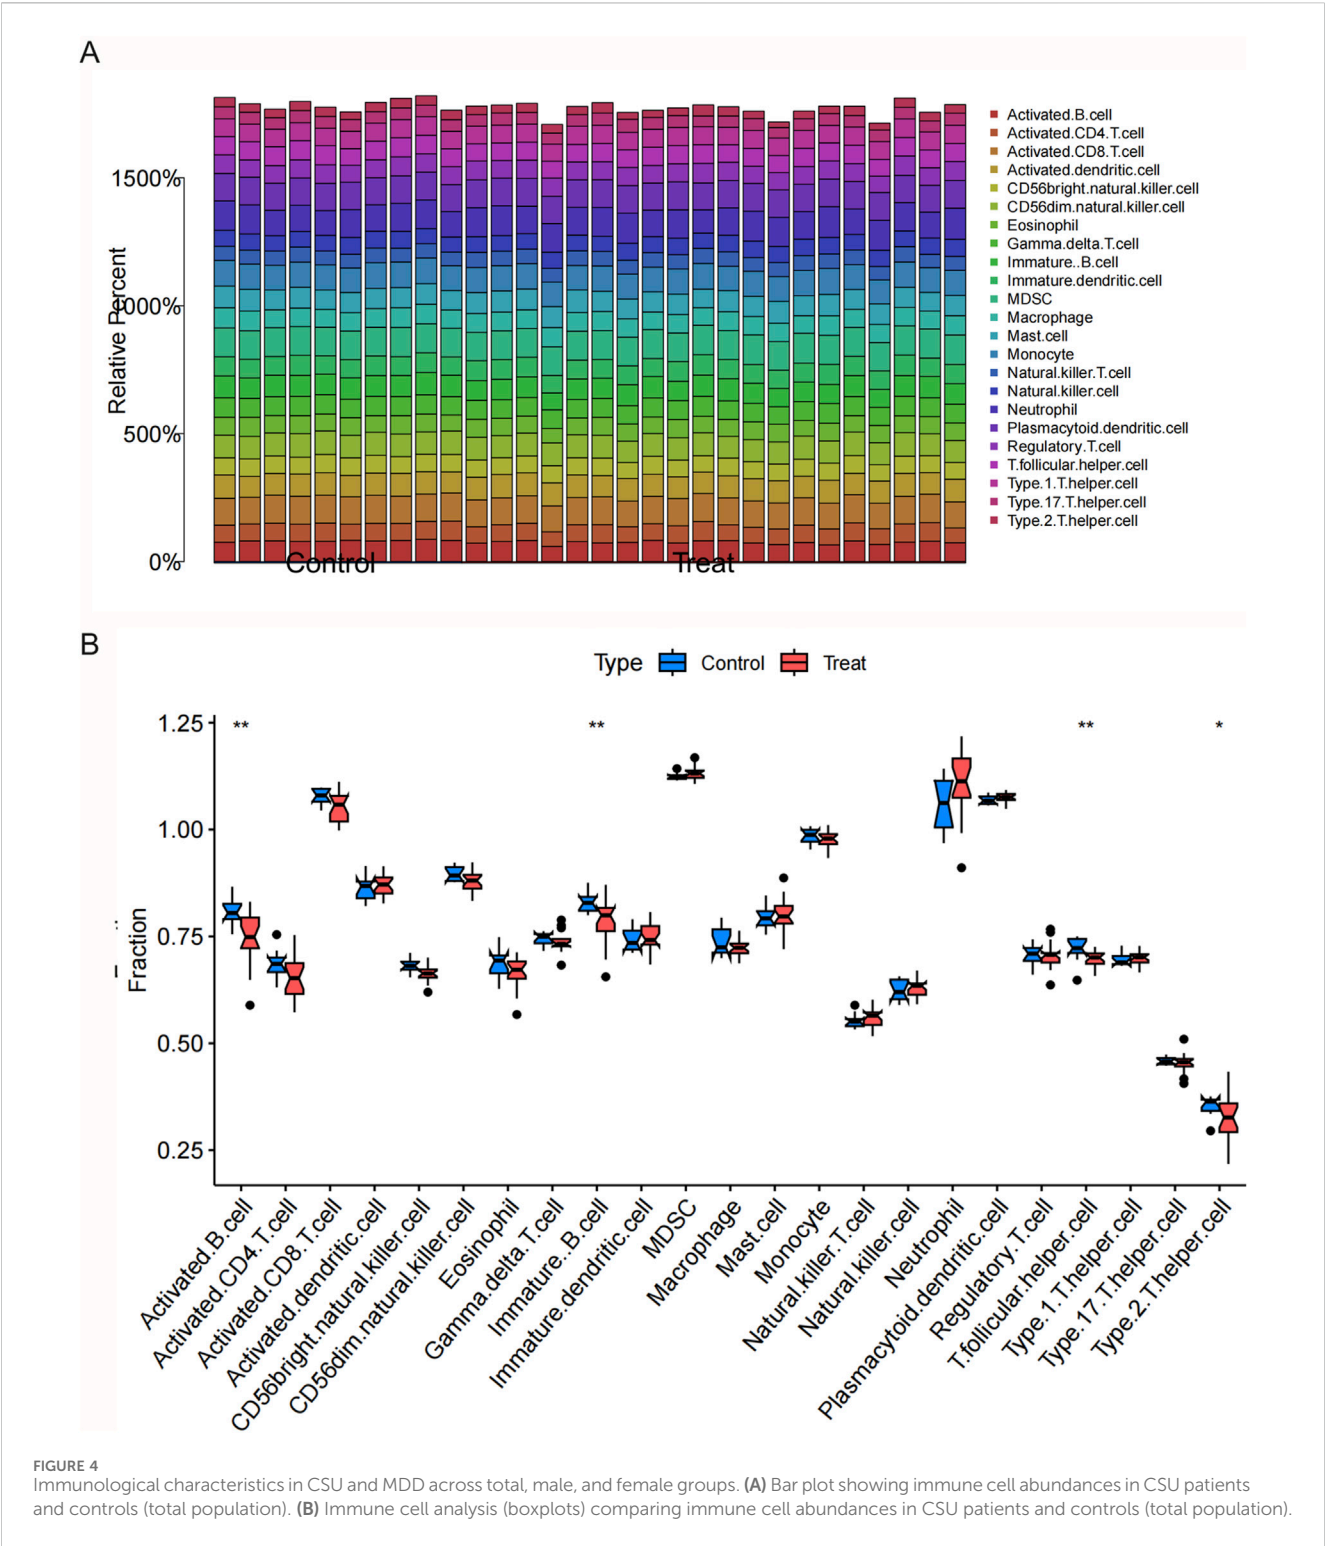 A
1500%
1000%
500%
0%
Relative Percent
Control
Treat
Activated.B.cell
Activated.CD4.T.cell
Activated.CD8.T.cell
Activated.dendritic.cell
CD56bright.natural.killer.cell
CD56dim.natural.killer.cell
Eosinophil
Gamma.delta.T.cell
Immature..B.cell
Immature.dendritic.cell
MDSC
Macrophage
Mast.cell
Monocyte
Natural.killer.T.cell
Natural.killer.cell
Neutrophil
Plasmacytoid.dendritic.cell
Regulatory.T.cell
T.follicular.helper.cell
Type.1.T.helper.cell
Type.17.T.helper.cell
Type.2.T.helper.cell
B
Type Control Treat
** ** ** *
1.25
1.00
0.75
0.50
0.25
Fraction
Activated.B.cell
Activated.CD4.T.cell
Activated.CD8.T.cell
Activated.dendritic.cell
CD56bright.natural.killer.cell
CD56dim.natural.killer.cell
Eosinophil
Gamma.delta.T.cell
Immature..B.cell
Immature.dendritic.cell
MDSC
Macrophage
Mast.cell
Monocyte
Natural.killer.T.cell
Natural.killer.cell
Neutrophil
Plasmacytoid.dendritic.cell
Regulatory.T.cell
T.follicular.helper.cell
Type.1.T.helper.cell
Type.17.T.helper.cell
Type.2.T.helper.cell
FIGURE 4
Immunological characteristics in CSU and MDD across total, male, and female groups. (A) Bar plot showing immune cell abundances in CSU patients
and controls (total population). (B) Immune cell analysis (boxplots) comparing immune cell abundances in CSU patients and controls (total population).